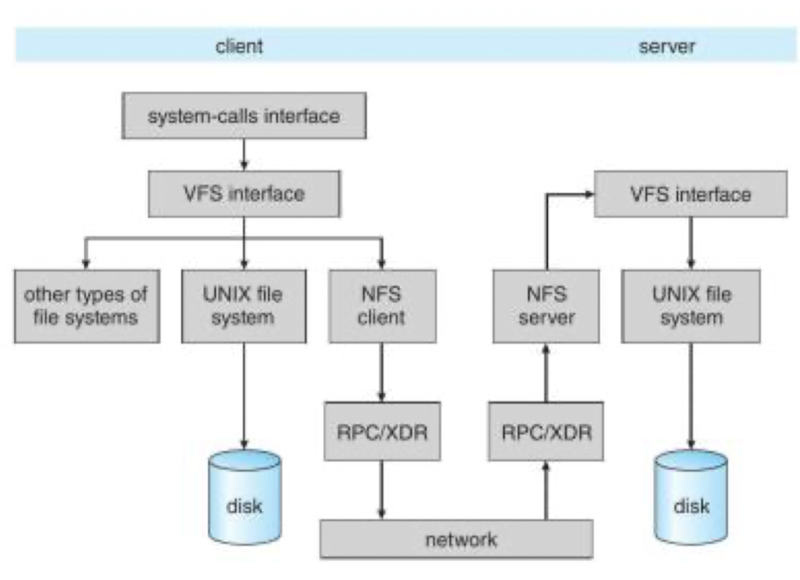 client
server
system-calls interface
VFS interface
VFS interface
other types of
file systems
UNIX file
system
NFS
client
NFS
server
UNIX file
system
RPC/XDR
RPC/XDR
disk
disk
network